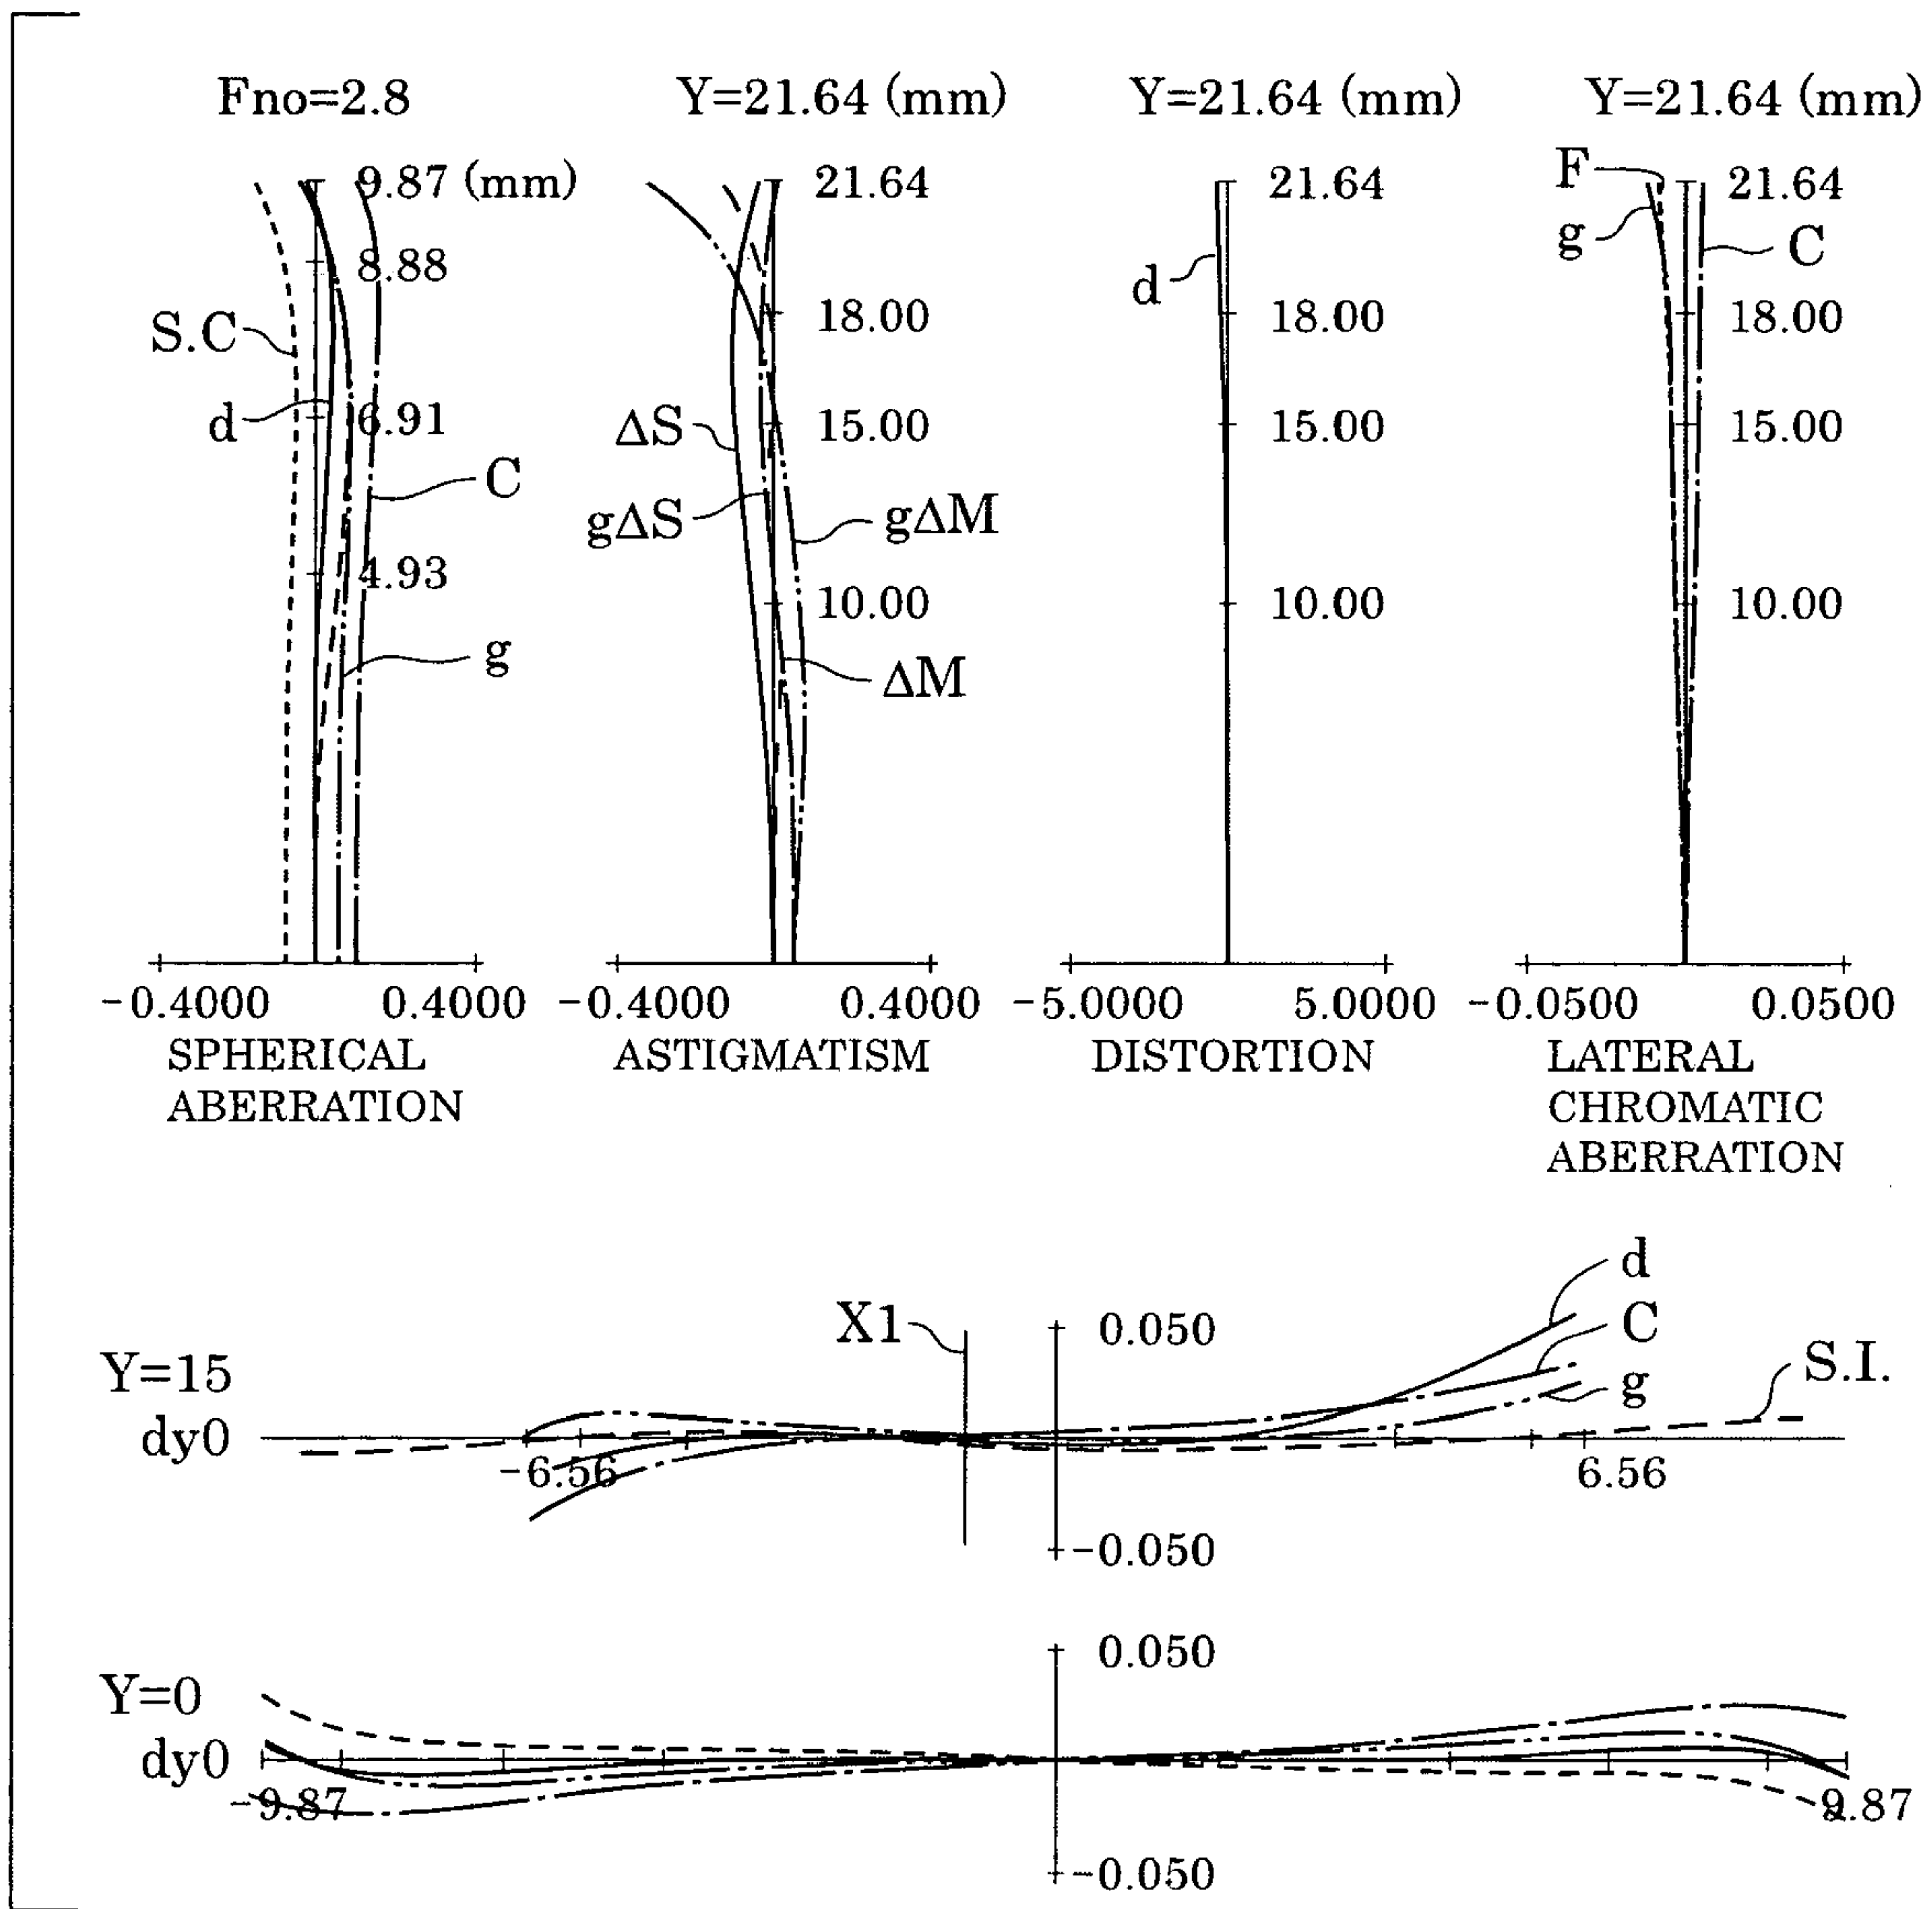 Fno=2.8
9.87 (mm)
8.88
6.91
4.93
S.C
d
C
g
-0.4000 0.4000
SPHERICAL
ABERRATION
Y=21.64 (mm)
21.64
18.00
15.00
10.00
ΔS
gΔS
gΔM
ΔM
-0.4000 0.4000
ASTIGMATISM
Y=21.64 (mm)
21.64
18.00
15.00
10.00
d
-5.0000 5.0000
DISTORTION
Y=21.64 (mm)
F
g
C
21.64
18.00
15.00
10.00
-0.0500 0.0500
LATERAL
CHROMATIC
ABERRATION
Y=15
dy0
X1
0.050
d
C
g
S.I.
-6.56
6.56
-0.050
Y=0
dy0
0.050
-9.87
9.87
-0.050